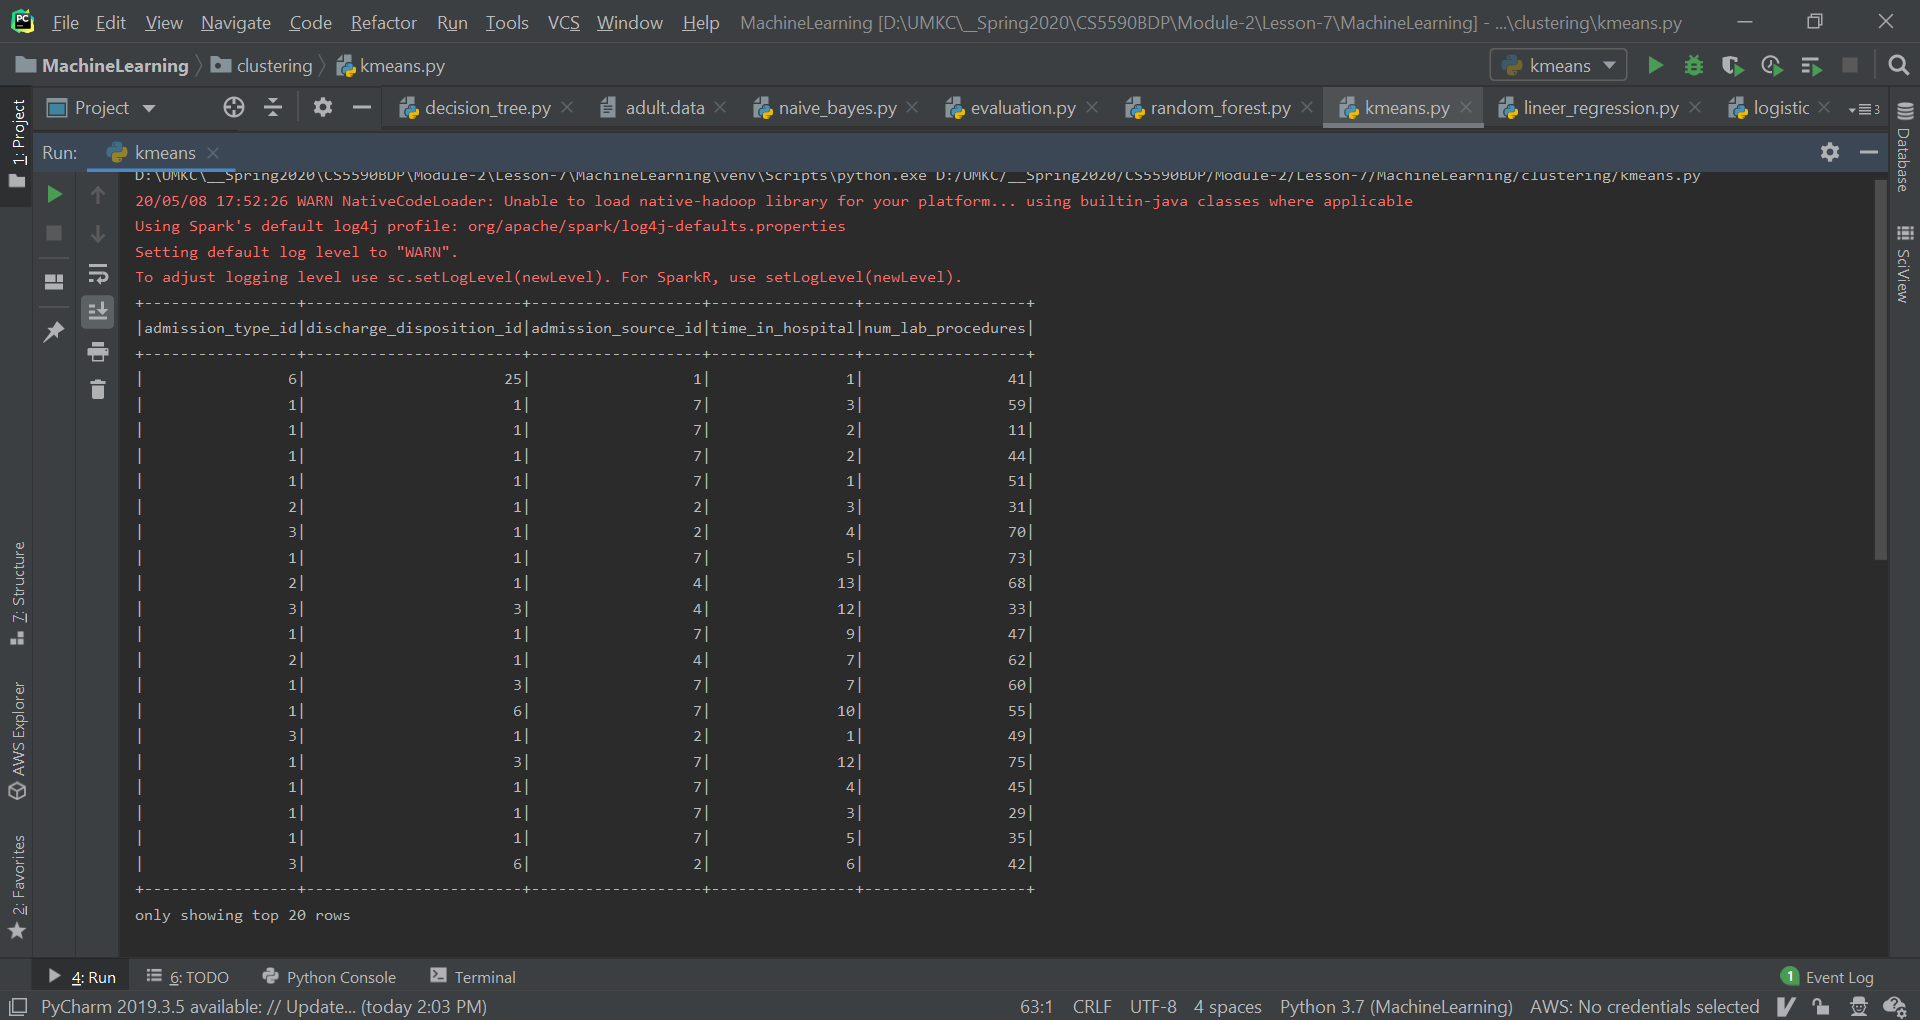 PC File Edit View Navigate Code Refactor Run Tools VCS Window Help MachineLearning [D:\UMKC\__Spring2020\CS5590BDP\Module-2\Lesson-7\MachineLearning] - ...\clustering\kmeans.py
MachineLearning clustering kmeans.py kmeans
Project decision_tree.py adult.data naive_bayes.py evaluation.py random_forest.py kmeans.py lineer_regression.py logistic 3
Run: kmeans
1: Project
7: Structure
AWS Explorer
2: Favorites
Database
SciView
D:\UMKC\__Spring2020\CS5590BDP\Module-2\Lesson-7\MachineLearning\venv\Scripts\python.exe D:/UMKC/__Spring2020/CS5590BDP/Module-2/Lesson-7/MachineLearning/clustering/kmeans.py
20/05/08 17:52:26 WARN NativeCodeLoader: Unable to load native-hadoop library for your platform... using builtin-java classes where applicable
Using Spark's default log4j profile: org/apache/spark/log4j-defaults.properties
Setting default log level to "WARN".
To adjust logging level use sc.setLogLevel(newLevel). For SparkR, use setLogLevel(newLevel).
+-----------------+------------------------+-------------------+----------------+------------------+
|admission_type_id|discharge_disposition_id|admission_source_id|time_in_hospital|num_lab_procedures|
+-----------------+------------------------+-------------------+----------------+------------------+
|                6|                      25|                  1|               1|                41|
|                1|                       1|                  7|               3|                59|
|                1|                       1|                  7|               2|                11|
|                1|                       1|                  7|               2|                44|
|                1|                       1|                  7|               1|                51|
|                2|                       1|                  2|               3|                31|
|                3|                       1|                  2|               4|                70|
|                1|                       1|                  7|               5|                73|
|                2|                       1|                  4|              13|                68|
|                3|                       3|                  4|              12|                33|
|                1|                       1|                  7|               9|                47|
|                2|                       1|                  4|               7|                62|
|                1|                       3|                  7|               7|                60|
|                1|                       6|                  7|              10|                55|
|                3|                       1|                  2|               1|                49|
|                1|                       3|                  7|              12|                75|
|                1|                       1|                  7|               4|                45|
|                1|                       1|                  7|               3|                29|
|                1|                       1|                  7|               5|                35|
|                3|                       6|                  2|               6|                42|
+-----------------+------------------------+-------------------+----------------+------------------+
only showing top 20 rows
4: Run 6: TODO Python Console Terminal 1 Event Log
PyCharm 2019.3.5 available: // Update... (today 2:03 PM) 63:1 CRLF UTF-8 4 spaces Python 3.7 (MachineLearning) AWS: No credentials selected